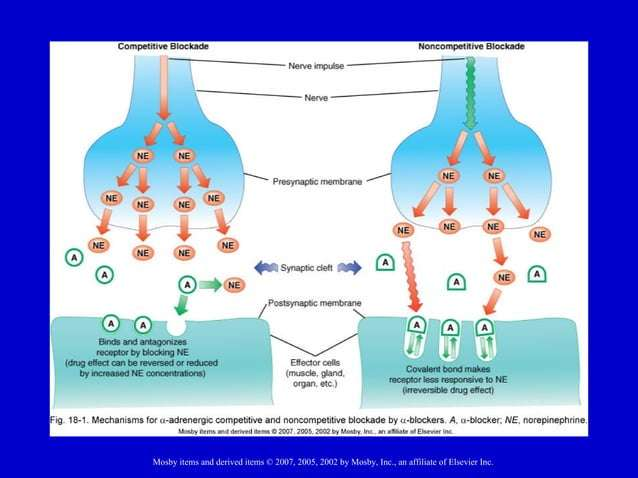 Competitive Blockade
Noncompetitive Blockade
Nerve impulse
Nerve
NE NE
NE NE
NE NE NE NE
NE NE
Presynaptic membrane
NE NE NE NE
NE NE
NE NE
A
A
Synaptic cleft
A
A NE
A
NE
A
Postsynaptic membrane
A A
A A A
Binds and antagonizes
receptor by blocking NE
(drug effect can be reversed or reduced
by increased NE concentrations)
Effector cells
(muscle, gland,
organ, etc.)
Covalent bond makes
receptor less responsive to NE
(irreversible drug effect)
Fig. 18-1. Mechanisms for α-adrenergic competitive and noncompetitive blockade by α-blockers. A, α-blocker; NE, norepinephrine.
Mosby items and derived items © 2007, 2005, 2002 by Mosby, Inc., an affiliate of Elsevier Inc.
Mosby items and derived items © 2007, 2005, 2002 by Mosby, Inc., an affiliate of Elsevier Inc.